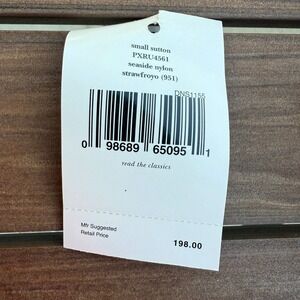 small sutton
PXRU4561
seaside nylon
strawfroyo (951)
DNS1155
0 98689 65095 1
read the classics
Mfr Suggested
Retail Price
198.00